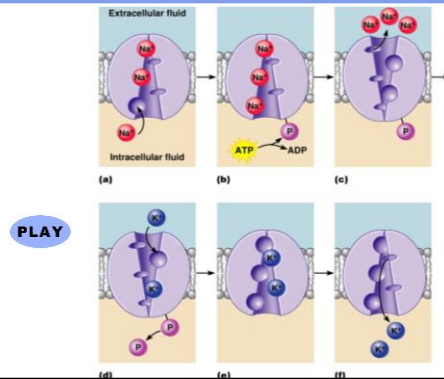 Extracellular fluid
Na⁺ Na⁺ Na⁺
Na⁺ Na⁺ Na⁺
Na⁺
Na⁺
Na⁺
P
P
ATP
ADP
Intracellular fluid
(a) (b) (c)
PLAY
K⁺
K⁺
K⁺
K⁺
P
P
K⁺
K⁺
(d) (e) (f)